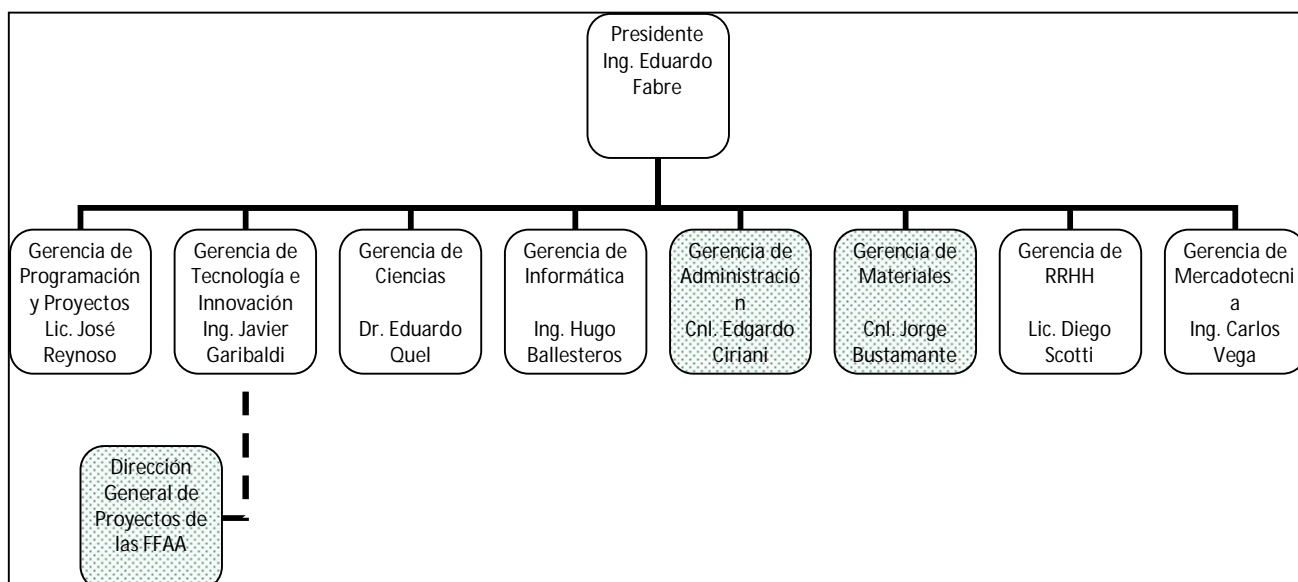 Presidente
Ing. Eduardo
Fabre
Gerencia de
Programación
y Proyectos
Lic. José
Reynoso
Gerencia de
Tecnología e
Innovación
Ing. Javier
Garibaldi
Gerencia de
Ciencias
Dr. Eduardo
Quel
Gerencia de
Informática
Ing. Hugo
Ballesteros
Gerencia de
Administració
n
Cnl. Edgardo
Ciriani
Gerencia de
Materiales
Cnl. Jorge
Bustamante
Gerencia de
RRHH
Lic. Diego
Scotti
Gerencia de
Mercadotecni
a
Ing. Carlos
Vega
Dirección
General de
Proyectos de
las FFAA